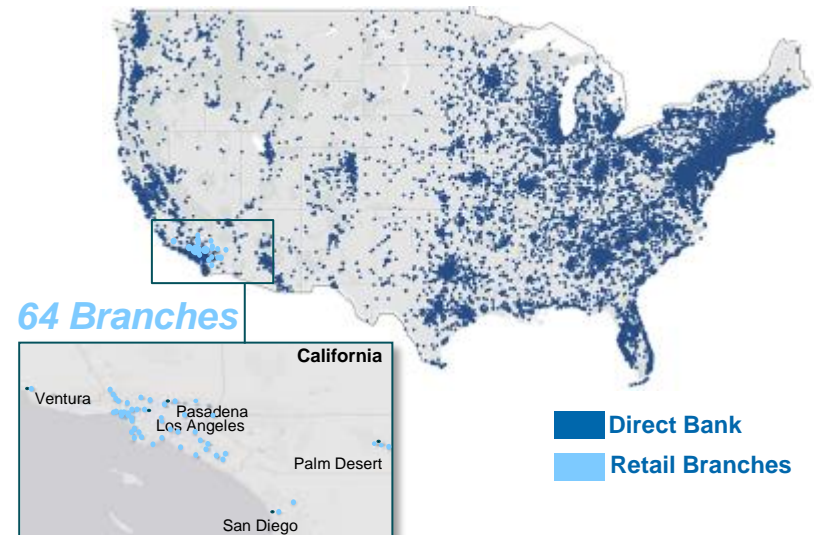 64 Branches
California
Ventura
Pasadena
Los Angeles
Palm Desert
San Diego
Direct Bank
Retail Branches